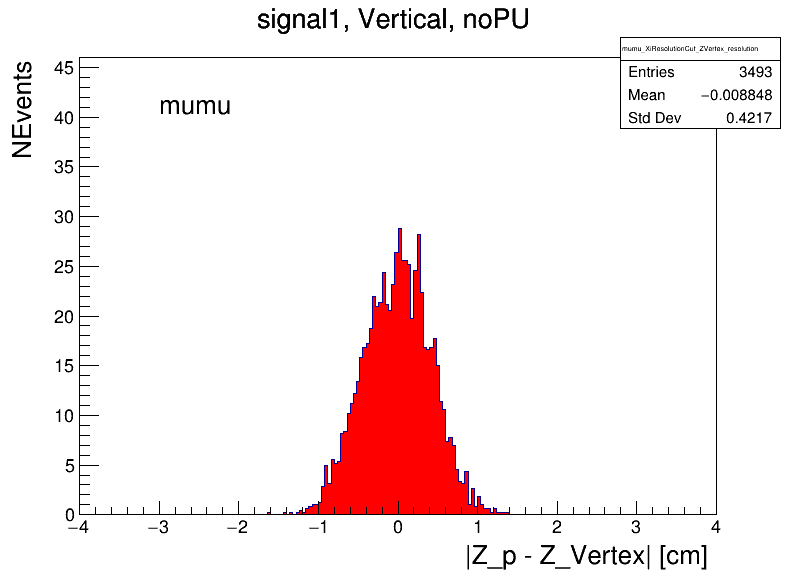 signal1, Vertical, noPU
mumu_XiResolutionCut_ZVertex_resolution
Entries 3493
Mean −0.008848
Std Dev 0.4217
NEvents
mumu
45
40
35
30
25
20
15
10
5
0
−4 −3 −2 −1 0 1 2 3 4
|Z_p - Z_Vertex| [cm]